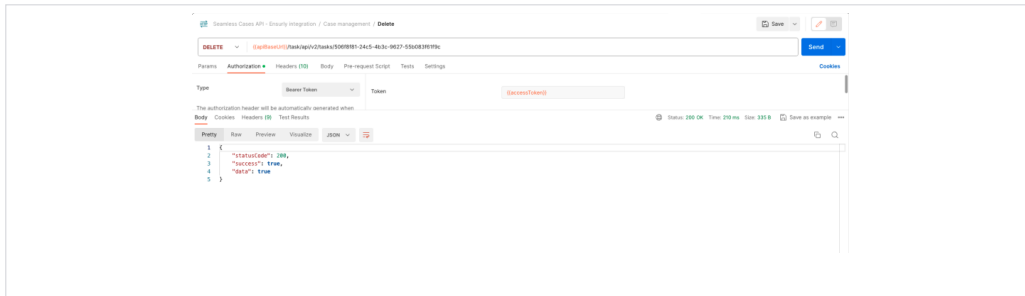 Seamless Cases API - Ground integration / Case management / Delete
Save
DELETE {{apiBaseUrl}}/task/api/v2/tasks/506f8f81-24c5-4b3c-9627-55b083f61f9c Send
Params Authorization Headers (10) Body Pre-request Script Tests Settings Cookies
Type Bearer Token Token {{accessToken}}
The authorization header will be automatically generated when
Body Cookies Headers (9) Test Results Status: 200 OK Time: 210 ms Size: 335 B Save as example
Pretty Raw Preview Visualize JSON
1 {
2 "statusCode": 200,
3 "success": true,
4 "data": true
5 }